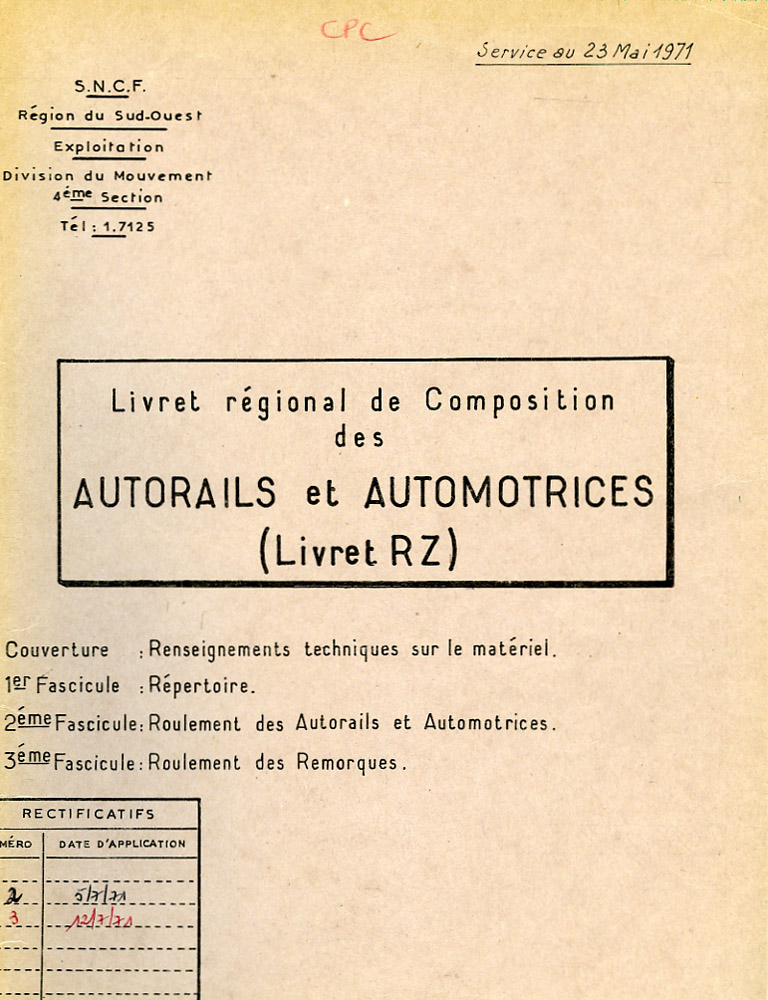 CPC
Service au 23 Mai 1971
S.N.C.F.
Région du Sud-Ouest
Exploitation
Division du Mouvement
4ème Section
Tél : 1.7125
Livret régional de Composition
des
AUTORAILS et AUTOMOTRICES
(Livret RZ)
Couverture : Renseignements techniques sur le matériel.
1er Fascicule : Répertoire.
2ème Fascicule : Roulement des Autorails et Automotrices.
3ème Fascicule : Roulement des Remorques.
RECTIFICATIFS
MÉRO DATE D'APPLICATION
2 5/7/71
3 12/7/71